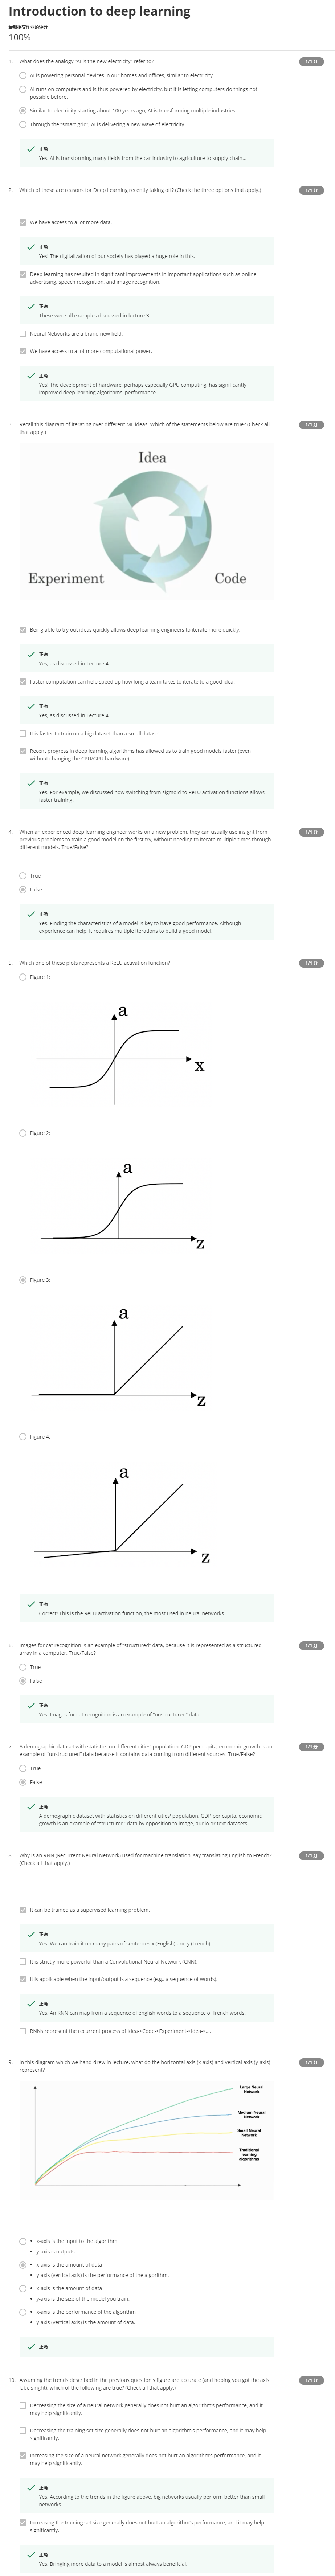 Introduction to deep learning
最新提交作业的评分
100%
1. What does the analogy "AI is the new electricity" refer to? 1/1 分
AI is powering personal devices in our homes and offices, similar to electricity.
AI runs on computers and is thus powered by electricity, but it is letting computers do things not
possible before.
Similar to electricity starting about 100 years ago, AI is transforming multiple industries.
Through the "smart grid", AI is delivering a new wave of electricity.
正确
Yes. AI is transforming many fields from the car industry to agriculture to supply-chain...
2. Which of these are reasons for Deep Learning recently taking off? (Check the three options that apply.) 1/1 分
We have access to a lot more data.
正确
Yes! The digitalization of our society has played a huge role in this.
Deep learning has resulted in significant improvements in important applications such as online
advertising, speech recognition, and image recognition.
正确
These were all examples discussed in lecture 3.
Neural Networks are a brand new field.
We have access to a lot more computational power.
正确
Yes! The development of hardware, perhaps especially GPU computing, has significantly
improved deep learning algorithms' performance.
3. Recall this diagram of iterating over different ML ideas. Which of the statements below are true? (Check all
that apply.) 1/1 分
Idea
Experiment
Code
Being able to try out ideas quickly allows deep learning engineers to iterate more quickly.
正确
Yes, as discussed in Lecture 4.
Faster computation can help speed up how long a team takes to iterate to a good idea.
正确
Yes, as discussed in Lecture 4.
It is faster to train on a big dataset than a small dataset.
Recent progress in deep learning algorithms has allowed us to train good models faster (even
without changing the CPU/GPU hardware).
正确
Yes. For example, we discussed how switching from sigmoid to ReLU activation functions allows
faster training.
4. When an experienced deep learning engineer works on a new problem, they can usually use insight from
previous problems to train a good model on the first try, without needing to iterate multiple times through
different models. True/False? 1/1 分
True
False
正确
Yes. Finding the characteristics of a model is key to have good performance. Although
experience can help, it requires multiple iterations to build a good model.
5. Which one of these plots represents a ReLU activation function? 1/1 分
Figure 1:
a
x
Figure 2:
a
z
Figure 3:
a
z
Figure 4:
a
z
正确
Correct! This is the ReLU activation function, the most used in neural networks.
6. Images for cat recognition is an example of "structured" data, because it is represented as a structured
array in a computer. True/False? 1/1 分
True
False
正确
Yes. Images for cat recognition is an example of "unstructured" data.
7. A demographic dataset with statistics on different cities' population, GDP per capita, economic growth is an
example of "unstructured" data because it contains data coming from different sources. True/False? 1/1 分
True
False
正确
A demographic dataset with statistics on different cities' population, GDP per capita, economic
growth is an example of "structured" data by opposition to image, audio or text datasets.
8. Why is an RNN (Recurrent Neural Network) used for machine translation, say translating English to French?
(Check all that apply.) 1/1 分
It can be trained as a supervised learning problem.
正确
Yes. We can train it on many pairs of sentences x (English) and y (French).
It is strictly more powerful than a Convolutional Neural Network (CNN).
It is applicable when the input/output is a sequence (e.g., a sequence of words).
正确
Yes. An RNN can map from a sequence of english words to a sequence of french words.
RNNs represent the recurrent process of Idea->Code->Experiment->Idea->....
9. In this diagram which we hand-drew in lecture, what do the horizontal axis (x-axis) and vertical axis (y-axis)
represent? 1/1 分
Large Neural
Network
Medium Neural
Network
Small Neural
Network
Traditional
learning
algorithms
• x-axis is the input to the algorithm
• y-axis is outputs.
• x-axis is the amount of data
• y-axis (vertical axis) is the performance of the algorithm.
• x-axis is the amount of data
• y-axis is the size of the model you train.
• x-axis is the performance of the algorithm
• y-axis (vertical axis) is the amount of data.
正确
10. Assuming the trends described in the previous question's figure are accurate (and hoping you got the axis
labels right), which of the following are true? (Check all that apply.) 1/1 分
Decreasing the size of a neural network generally does not hurt an algorithm's performance, and it
may help significantly.
Decreasing the training set size generally does not hurt an algorithm's performance, and it may help
significantly.
Increasing the size of a neural network generally does not hurt an algorithm's performance, and it
may help significantly.
正确
Yes. According to the trends in the figure above, big networks usually perform better than small
networks.
Increasing the training set size generally does not hurt an algorithm's performance, and it may help
significantly.
正确
Yes. Bringing more data to a model is almost always beneficial.